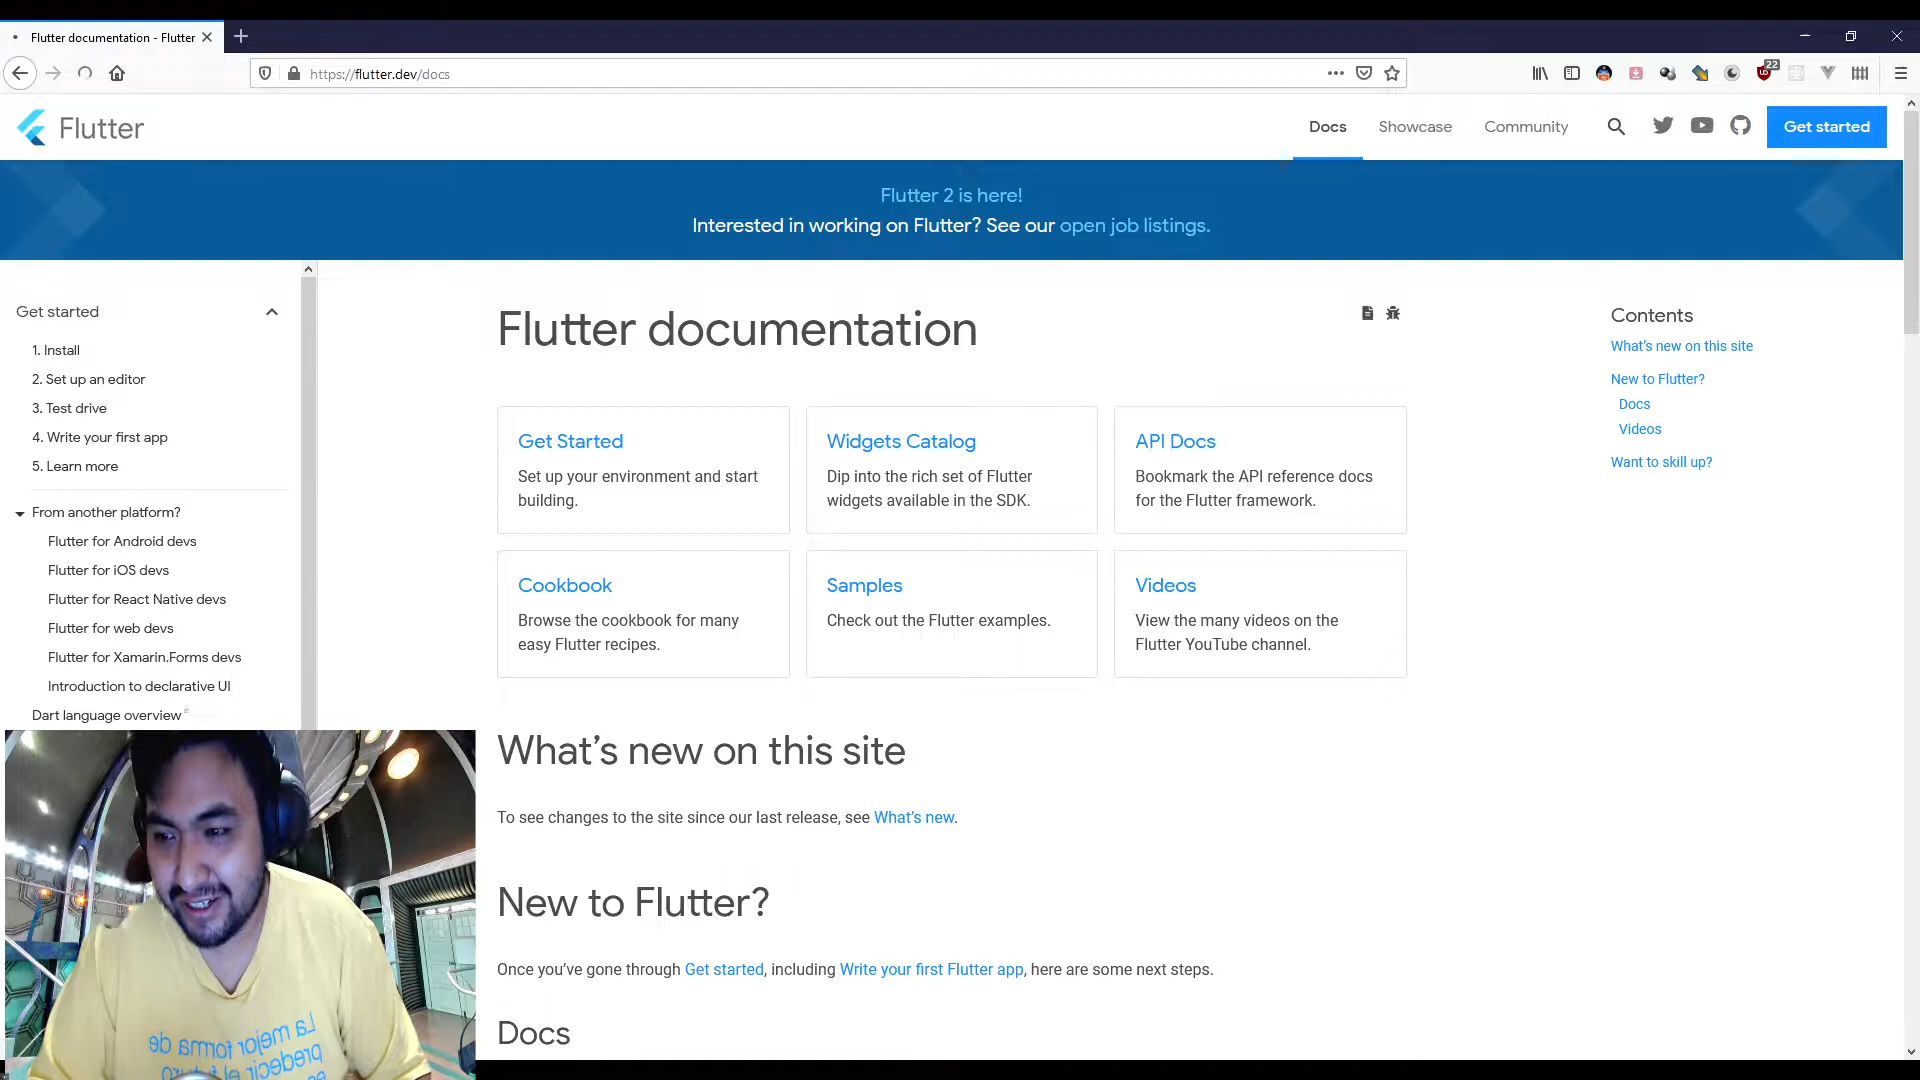 Flutter documentation - Flutter
https://flutter.dev/docs
22
Flutter
Docs
Showcase
Community
Get started
Flutter 2 is here!
Interested in working on Flutter? See our open job listings.
Get started
1. Install
2. Set up an editor
3. Test drive
4. Write your first app
5. Learn more
From another platform?
Flutter for Android devs
Flutter for iOS devs
Flutter for React Native devs
Flutter for web devs
Flutter for Xamarin.Forms devs
Introduction to declarative UI
Dart language overview
Flutter documentation
Get Started
Set up your environment and start
building.
Widgets Catalog
Dip into the rich set of Flutter
widgets available in the SDK.
API Docs
Bookmark the API reference docs
for the Flutter framework.
Cookbook
Browse the cookbook for many
easy Flutter recipes.
Samples
Check out the Flutter examples.
Videos
View the many videos on the
Flutter YouTube channel.
What's new on this site
To see changes to the site since our last release, see What's new.
New to Flutter?
Once you've gone through Get started, including Write your first Flutter app, here are some next steps.
Docs
Contents
What's new on this site
New to Flutter?
Docs
Videos
Want to skill up?
La mejor forma de
predecir el futuro
es